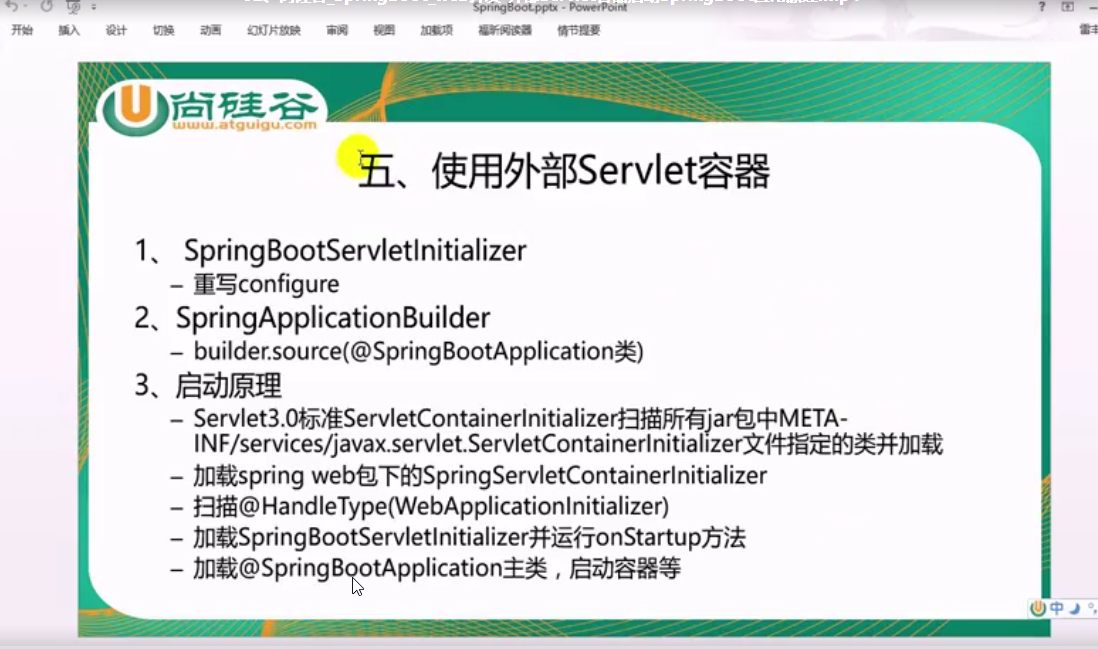 SpringBoot.pptx - PowerPoint
?
开始 插入 设计 切换 动画 幻灯片放映 审阅 视图 加载项 福昕阅读器 情节提要
尚硅谷
www.atguigu.com
五、使用外部Servlet容器
1、 SpringBootServletInitializer
– 重写configure
2、SpringApplicationBuilder
– builder.source(@SpringBootApplication类)
3、启动原理
– Servlet3.0标准ServletContainerInitializer扫描所有jar包中META-
INF/services/javax.servlet.ServletContainerInitializer文件指定的类并加载
– 加载spring web包下的SpringServletContainerInitializer
– 扫描@HandleType(WebApplicationInitializer)
– 加载SpringBootServletInitializer并运行onStartup方法
– 加载@SpringBootApplication主类，启动容器等
中